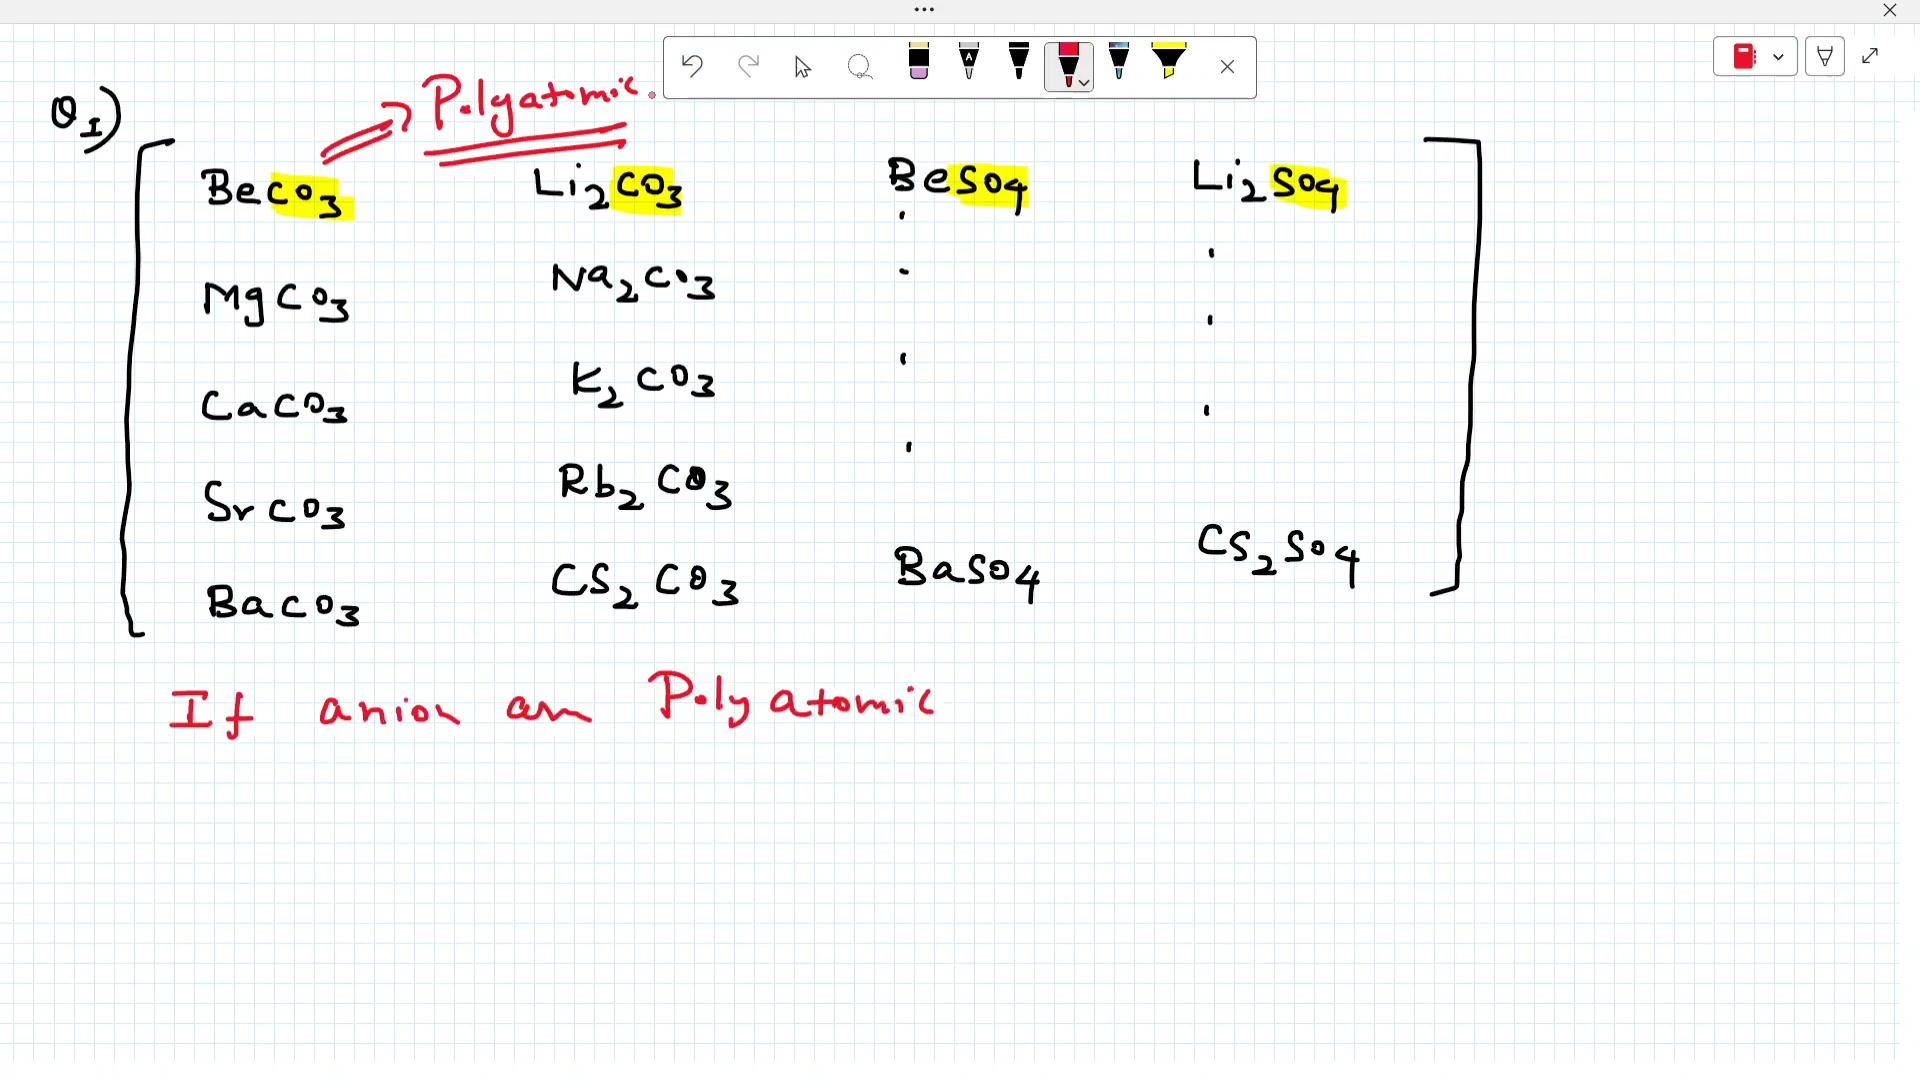 Q1)
⇒ Polyatomic.
BeCO3 Li2CO3 BeSO4 Li2SO4
MgCO3 Na2CO3
CaCO3 K2CO3
SrCO3 Rb2CO3
BaCO3 CS2CO3 BaSO4 CS2SO4
If anion are Polyatomic